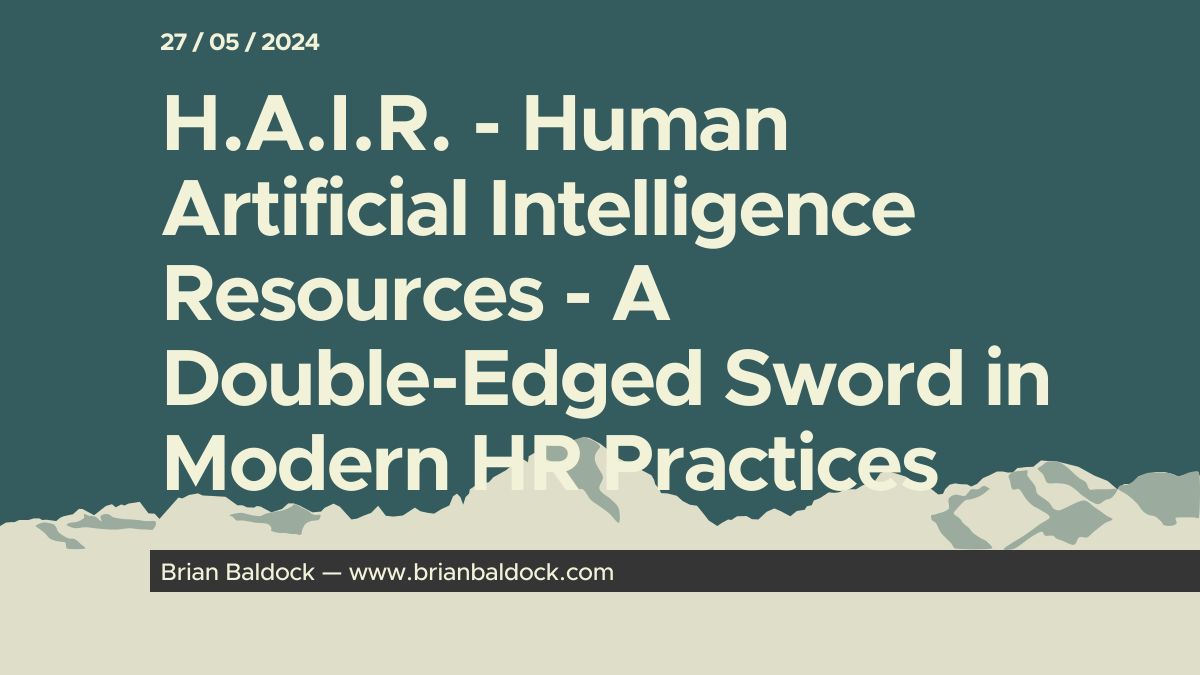 27 / 05 / 2024
H.A.I.R. - Human
Artificial Intelligence
Resources - A
Double-Edged Sword in
Modern HR Practices
Brian Baldock — www.brianbaldock.com